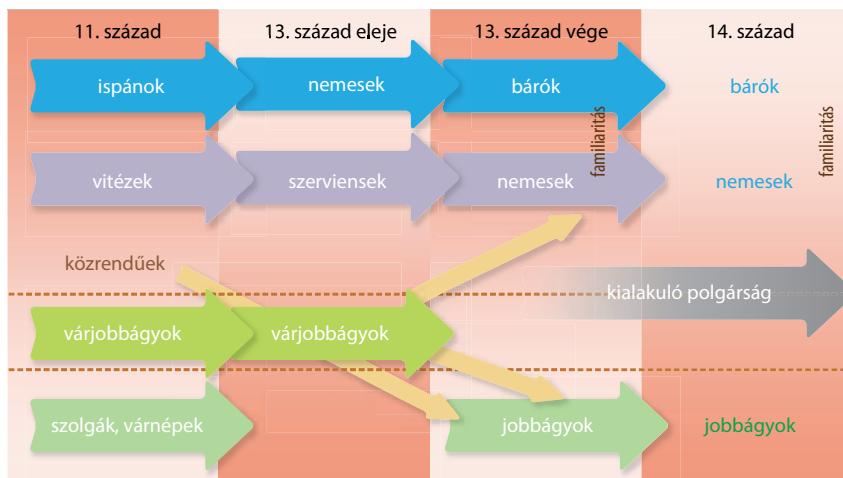 11. század
13. század eleje
13. század vége
14. század
ispánok
nemesek
bárók
bárók
familiaritás
familiaritás
vitézek
szerviensek
nemesek
nemesek
közrendűek
kialakuló polgárság
várjobbágyok
várjobbágyok
szolgák, várnépek
jobbágyok
jobbágyok